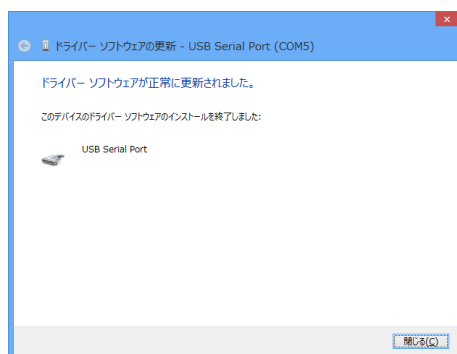 ドライバー ソフトウェアの更新 - USB Serial Port (COM5)
ドライバー ソフトウェアが正常に更新されました。
このデバイスのドライバー ソフトウェアのインストールを終了しました:
USB Serial Port
閉じる(C)